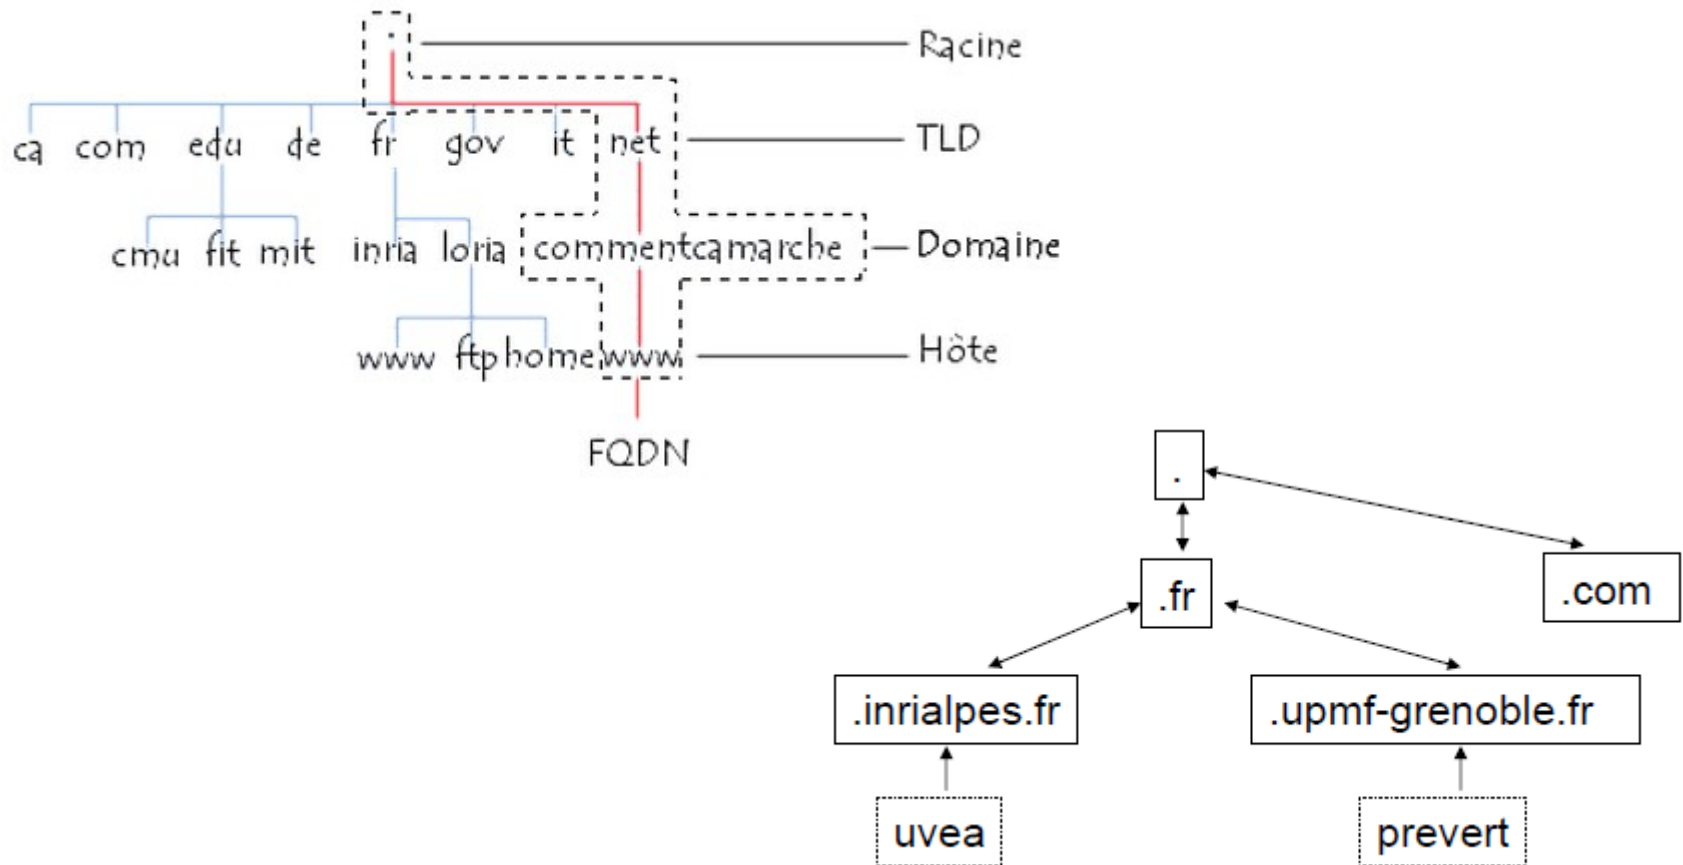 . Racine
ca com edu de fr gov it net TLD
cmu fit mit inria loria commentcamarche Domaine
www ftp home www Hôte
FQDN
.
.fr .com
.inrialpes.fr .upmf-grenoble.fr
uvea prevert